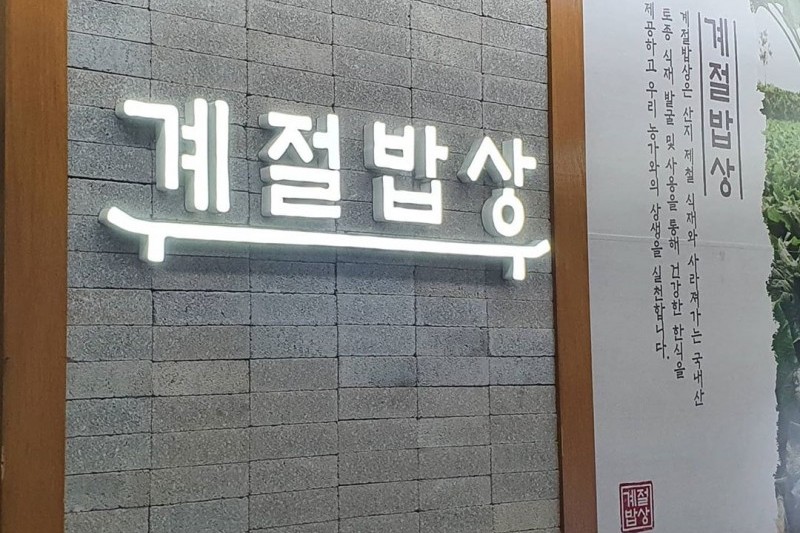 계절밥상
계절밥상
계절밥상은 산지 제철 식재와 사라져가는 국내산
토종 식재 발굴 및 사용을 통해 건강한 한식을
제공하고 우리 농가와의 상생을 실천합니다.
계절
밥상